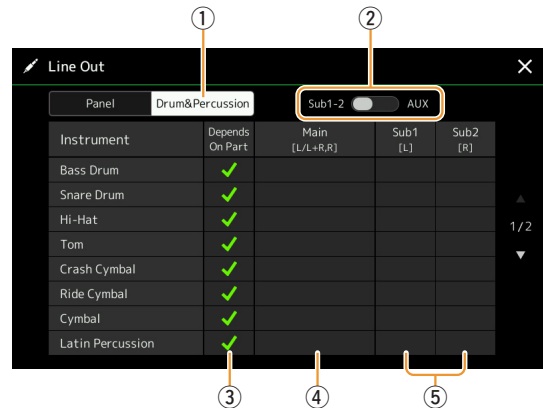 ① ②
Line Out ×
Panel Drum&Percussion Sub1-2 AUX
Instrument Depends On Part Main [L/L+R,R] Sub1 [L] Sub2 [R]
Bass Drum ✓
Snare Drum ✓
Hi-Hat ✓
Tom ✓
1/2
Crash Cymbal ✓
Ride Cymbal ✓
Cymbal ✓
Latin Percussion ✓
③ ④ ⑤